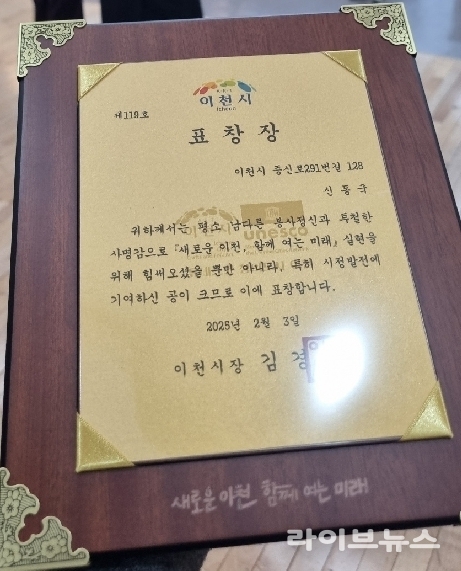 이천시
Icheon
제119호
표창장
이천시 증신로291번길 128
신동국
위하께서는 평소 남다른 봉사정신과 투철한
사명감으로 『새로운 이천, 함께 여는 미래』 실현을
위해 힘써오셨을 뿐만 아니라, 특히 시정발전에
기여하신 공이 크므로 이에 표창합니다.
unesco
2025년 2월 3일
이천시장 김경
새로운 이천 함께 여는 미래
라이브뉴스